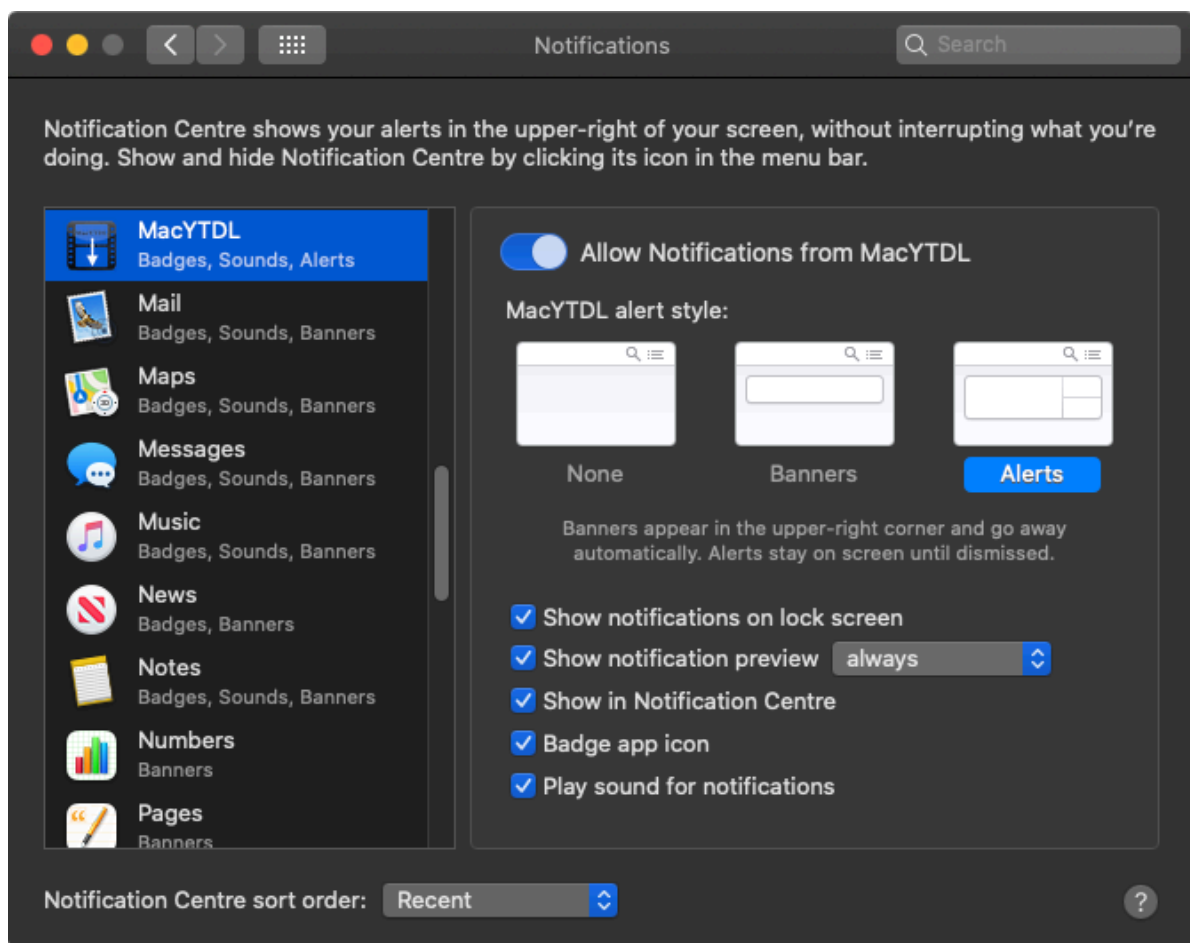 Notifications
Search
Notification Centre shows your alerts in the upper-right of your screen, without interrupting what you're
doing. Show and hide Notification Centre by clicking its icon in the menu bar.
MacYTDL
Badges, Sounds, Alerts
Mail
Badges, Sounds, Banners
Maps
Badges, Sounds, Banners
Messages
Badges, Sounds, Banners
Music
Badges, Sounds, Banners
News
Badges, Banners
Notes
Badges, Sounds, Banners
Numbers
Banners
Pages
Banners
Allow Notifications from MacYTDL
MacYTDL alert style:
None
Banners
Alerts
Banners appear in the upper-right corner and go away
automatically. Alerts stay on screen until dismissed.
Show notifications on lock screen
Show notification preview always
Show in Notification Centre
Badge app icon
Play sound for notifications
Notification Centre sort order: Recent
?